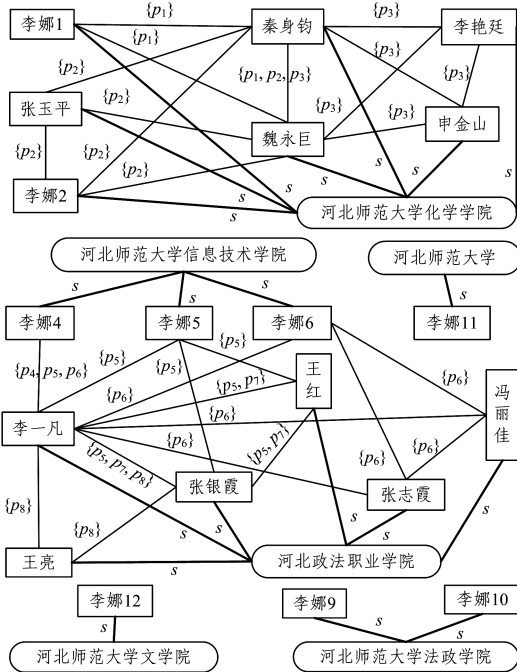 李娜1 {p1} 秦身钧 {p3} 李艳廷
{p1}
{p2} {p1, p2, p3} {p3}
张玉平 {p2} {p3} {p3} 申金山
{p2} {p2} {p2} 魏永巨
李娜2 s s s s s s
s 河北师范大学化学学院
河北师范大学信息技术学院 河北师范大学
s s s s
李娜4 李娜5 李娜6 李娜11
{p5}
{p4, p5, p6} {p5} 王红 {p6} 冯丽佳
{p6} {p5, p7}
李一凡 {p6}
{p5, p7, p8} {p6} {p5, p7} {p6} {p6}
张银霞 张志霞
{p8} {p8} s s s s s
王亮 s 河北政法职业学院
李娜12 李娜9 李娜10
s s s
河北师范大学文学院 河北师范大学法政学院